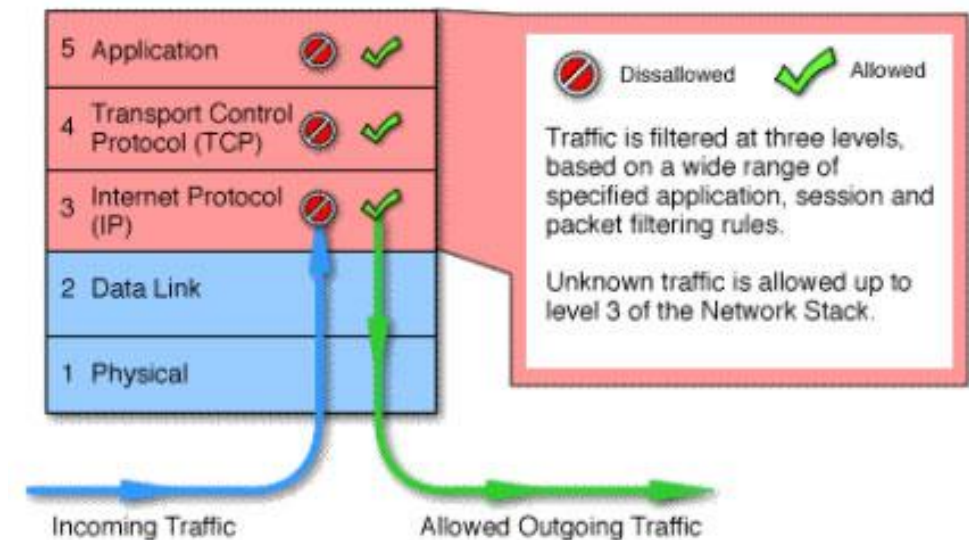 5 Application
4 Transport Control
Protocol (TCP)
3 Internet Protocol
(IP)
2 Data Link
1 Physical
Incoming Traffic
Allowed Outgoing Traffic
Dissallowed
Allowed
Traffic is filtered at three levels,
based on a wide range of
specified application, session and
packet filtering rules.
Unknown traffic is allowed up to
level 3 of the Network Stack.